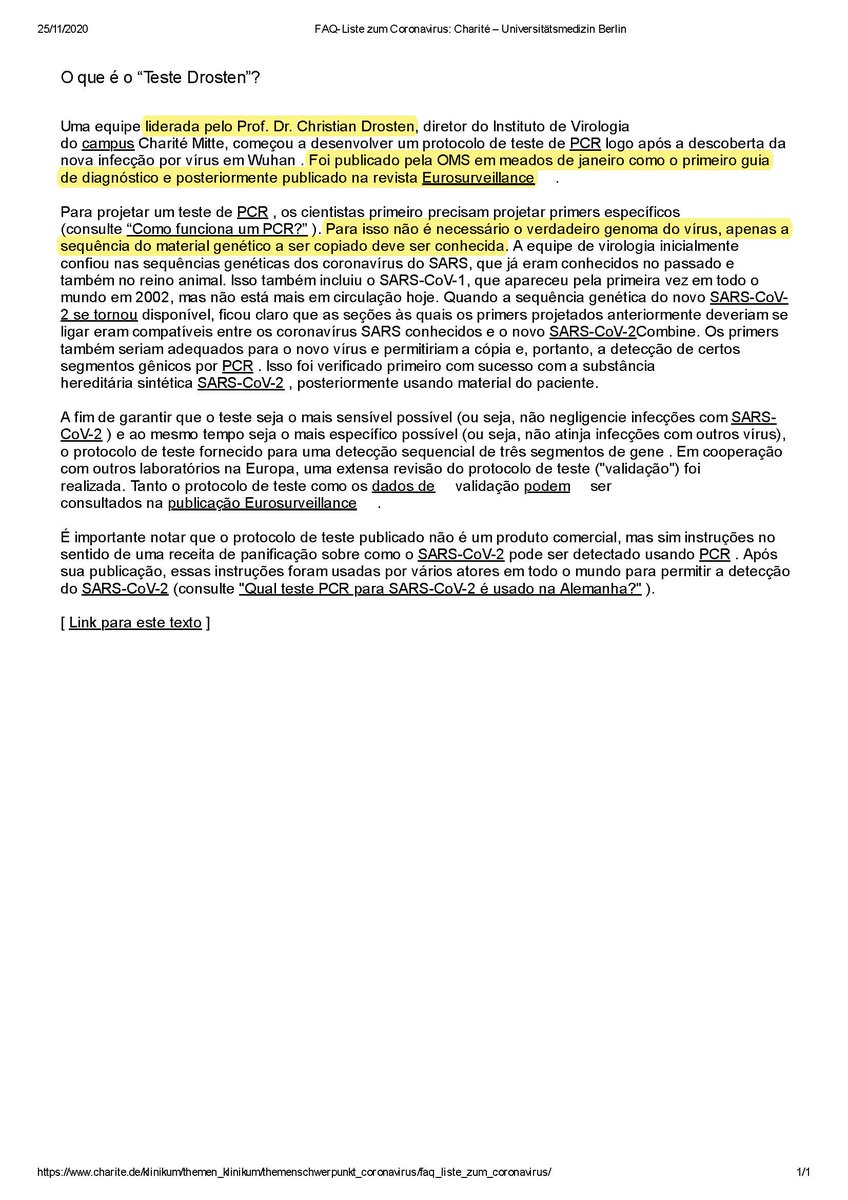 25/11/2020 FAQ-Liste zum Coronavirus: Charité – Universitätsmedizin Berlin
O que é o “Teste Drosten”?
Uma equipe liderada pelo Prof. Dr. Christian Drosten, diretor do Instituto de Virologia
do campus Charité Mitte, começou a desenvolver um protocolo de teste de PCR logo após a descoberta da
nova infecção por vírus em Wuhan . Foi publicado pela OMS em meados de janeiro como o primeiro guia
de diagnóstico e posteriormente publicado na revista Eurosurveillance .
Para projetar um teste de PCR , os cientistas primeiro precisam projetar primers específicos
(consulte “Como funciona um PCR?” ). Para isso não é necessário o verdadeiro genoma do vírus, apenas a
sequência do material genético a ser copiado deve ser conhecida. A equipe de virologia inicialmente
confiou nas sequências genéticas dos coronavírus do SARS, que já eram conhecidos no passado e
também no reino animal. Isso também incluiu o SARS-CoV-1, que apareceu pela primeira vez em todo o
mundo em 2002, mas não está mais em circulação hoje. Quando a sequência genética do novo SARS-CoV-
2 se tornou disponível, ficou claro que as seções às quais os primers projetados anteriormente deveriam se
ligar eram compatíveis entre os coronavírus SARS conhecidos e o novo SARS-CoV-2Combine. Os primers
também seriam adequados para o novo vírus e permitiriam a cópia e, portanto, a detecção de certos
segmentos gênicos por PCR . Isso foi verificado primeiro com sucesso com a substância
hereditária sintética SARS-CoV-2 , posteriormente usando material do paciente.
A fim de garantir que o teste seja o mais sensível possível (ou seja, não negligencie infecções com SARS-
CoV-2 ) e ao mesmo tempo seja o mais específico possível (ou seja, não atinja infecções com outros vírus),
o protocolo de teste fornecido para uma detecção sequencial de três segmentos de gene . Em cooperação
com outros laboratórios na Europa, uma extensa revisão do protocolo de teste ("validação") foi
realizada. Tanto o protocolo de teste como os dados de validação podem ser
consultados na publicação Eurosurveillance .
É importante notar que o protocolo de teste publicado não é um produto comercial, mas sim instruções no
sentido de uma receita de panificação sobre como o SARS-CoV-2 pode ser detectado usando PCR . Após
sua publicação, essas instruções foram usadas por vários atores em todo o mundo para permitir a detecção
do SARS-CoV-2 (consulte "Qual teste PCR para SARS-CoV-2 é usado na Alemanha?" ).
[ Link para este texto ]
https://www.charite.de/klinikum/themen_klinikum/themenschwerpunkt_coronavirus/faq_liste_zum_coronavirus/ 1/1